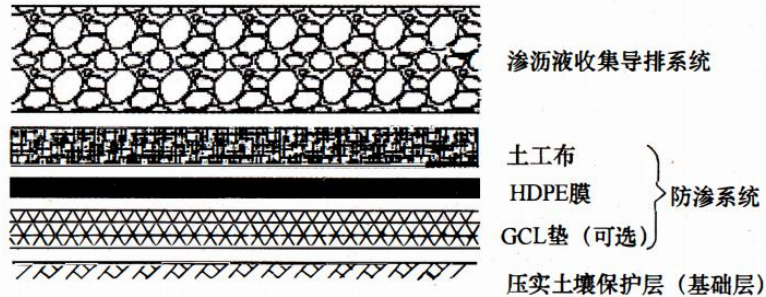 渗沥液收集导排系统
土工布
HDPE膜
防渗系统
GCL垫（可选）
压实土壤保护层（基础层）